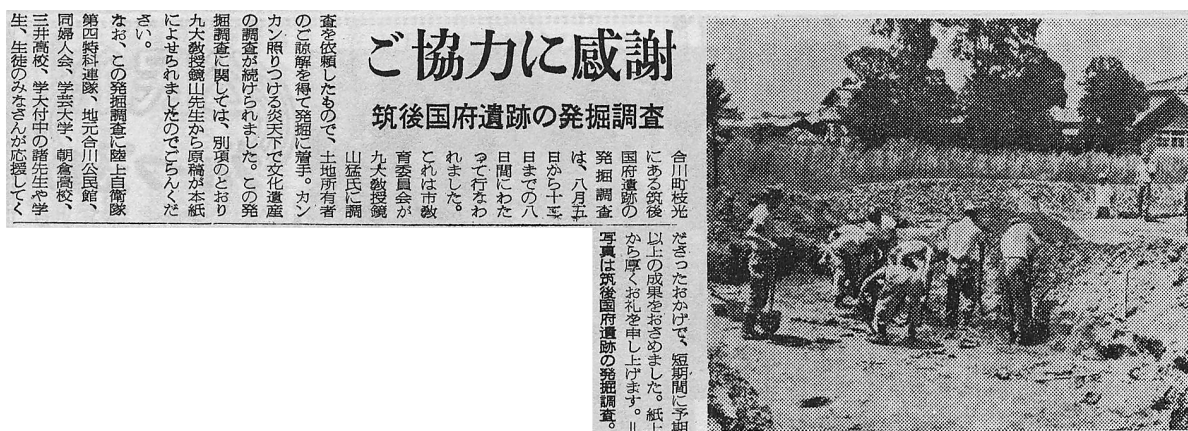 ご協力に感謝
筑後国府遺跡の発掘調査
合川町枝光
にある筑後
国府遺跡の
発掘調査
は、八月五
日から十二
日までの八
日間にわた
って行なわ
れました。
これは市教
育委員会が
九大教授鏡
山猛氏に調
査を依頼したもので、土地所有者
のご諒解を得て発掘に着手。カン
カン照りつける炎天下で文化遺産
の調査が続けられました。この発
掘調査に関しては、別項のとおり
九大教授鏡山先生から原稿が本紙
によせられましたのでごらんくだ
さい。
なお、この発掘調査に陸上自衛隊
第四特科連隊、地元合川公民館、
同婦人会、学芸大学、朝倉高校、
三井高校、学大付中の諸先生や学
生、生徒のみなさんが応援してく
ださったおかげで、短期間に予期
以上の成果をおさめました。紙上
から厚くお礼を申し上げます。＝
写真は筑後国府遺跡の発掘調査。